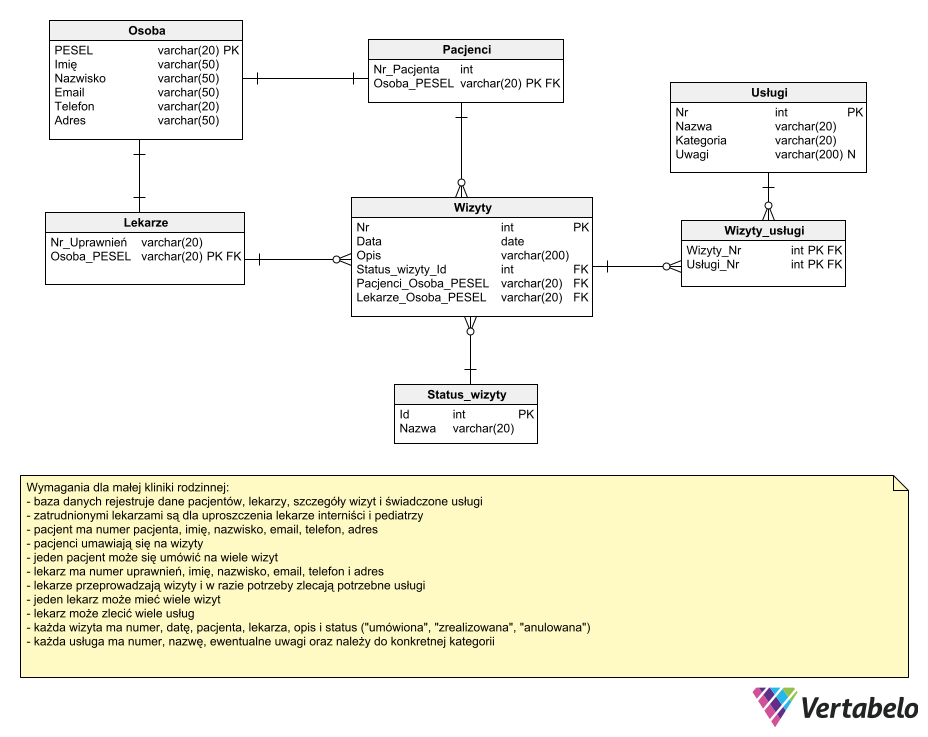 Osoba
PESEL varchar(20) PK
Imię varchar(50)
Nazwisko varchar(50)
Email varchar(50)
Telefon varchar(20)
Adres varchar(50)
Pacjenci
Nr_Pacjenta int
Osoba_PESEL varchar(20) PK FK
Usługi
Nr int PK
Nazwa varchar(20)
Kategoria varchar(20)
Uwagi varchar(200) N
Lekarze
Nr_Uprawnień varchar(20)
Osoba_PESEL varchar(20) PK FK
Wizyty
Nr int PK
Data date
Opis varchar(200)
Status_wizyty_Id int FK
Pacjenci_Osoba_PESEL varchar(20) FK
Lekarze_Osoba_PESEL varchar(20) FK
Wizyty_usługi
Wizyty_Nr int PK FK
Usługi_Nr int PK FK
Status_wizyty
Id int PK
Nazwa varchar(20)
Wymagania dla małej kliniki rodzinnej:
- baza danych rejestruje dane pacjentów, lekarzy, szczegóły wizyt i świadczone usługi
- zatrudnionymi lekarzami są dla uproszczenia lekarze interniści i pediatrzy
- pacjent ma numer pacjenta, imię, nazwisko, email, telefon, adres
- pacjenci umawiają się na wizyty
- jeden pacjent może się umówić na wiele wizyt
- lekarz ma numer uprawnień, imię, nazwisko, email, telefon i adres
- lekarze przeprowadzają wizyty i w razie potrzeby zlecają potrzebne usługi
- jeden lekarz może mieć wiele wizyt
- lekarz może zlecić wiele usług
- każda wizyta ma numer, datę, pacjenta, lekarza, opis i status ("umówiona", "zrealizowana", "anulowana")
- każda usługa ma numer, nazwę, ewentualne uwagi oraz należy do konkretnej kategorii
Vertabelo